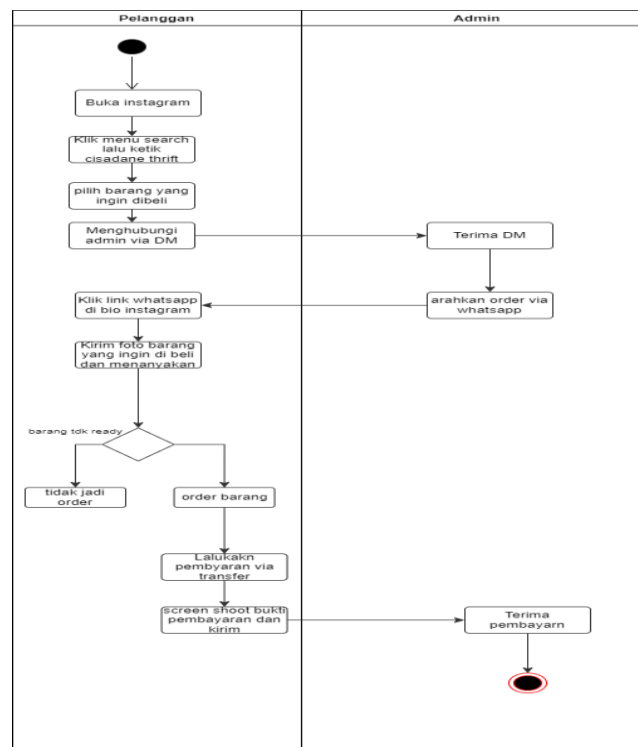 Pelanggan
Admin
Buka instagram
Klik menu search
lalu ketik
cisadane thrift
pilih barang yang
ingin dibeli
Menghubungi
admin via DM
Terima DM
Klik link whatsapp
di bio instagram
arahkan order via
whatsapp
Kirim foto barang
yang ingin di beli
dan menanyakan
barang tdk ready
tidak jadi
order
order barang
Lalukakn
pembyaran via
transfer
screen shoot bukti
pembayaran dan
kirim
Terima
pembayarn